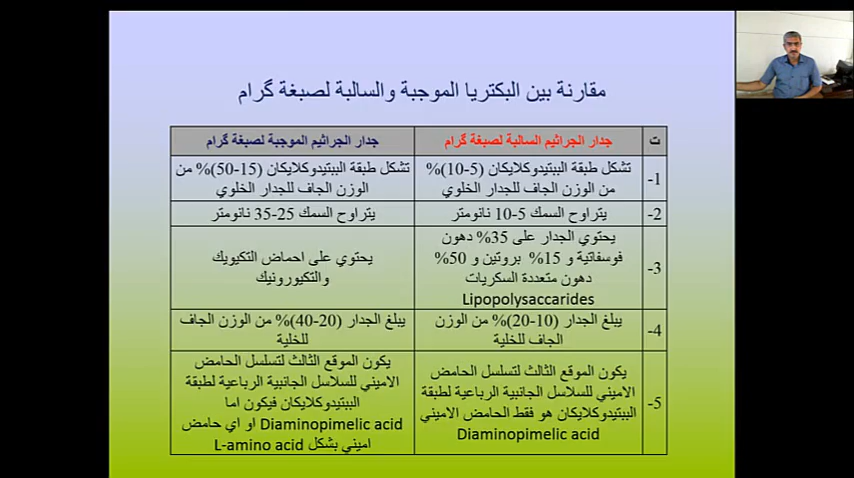 مقارنة بين البكتريا الموجبة والسالبة لصبغة گرام
ت
جدار الجراثيم السالبة لصبغة گرام
جدار الجراثيم الموجبة لصبغة گرام
1-
تشكل طبقة الببتيدوكلايكان (5-10)%
من الوزن الجاف للجدار الخلوي
تشكل طبقة الببتيدوكلايكان (15-50)% من
الوزن الجاف للجدار الخلوي
2-
يتراوح السمك 5-10 نانومتر
يتراوح السمك 25-35 نانومتر
3-
يحتوي الجدار على 35% دهون
فوسفاتية و 15% بروتين و 50%
دهون متعددة السكريات
Lipopolysaccarides
يحتوي على احماض التكيويك
والتكيورونيك
4-
يبلغ الجدار (10-20)% من الوزن
الجاف للخلية
يبلغ الجدار (20-40)% من الوزن الجاف
للخلية
5-
يكون الموقع الثالث لتسلسل الحامض
الاميني للسلاسل الجانبية الرباعية لطبقة
الببتيدوكلايكان هو فقط الحامض الاميني
Diaminopimelic acid
يكون الموقع الثالث لتسلسل الحامض
الاميني للسلاسل الجانبية الرباعية لطبقة
الببتيدوكلايكان فيكون اما
Diaminopimelic acid او اي حامض
اميني بشكل L-amino acid